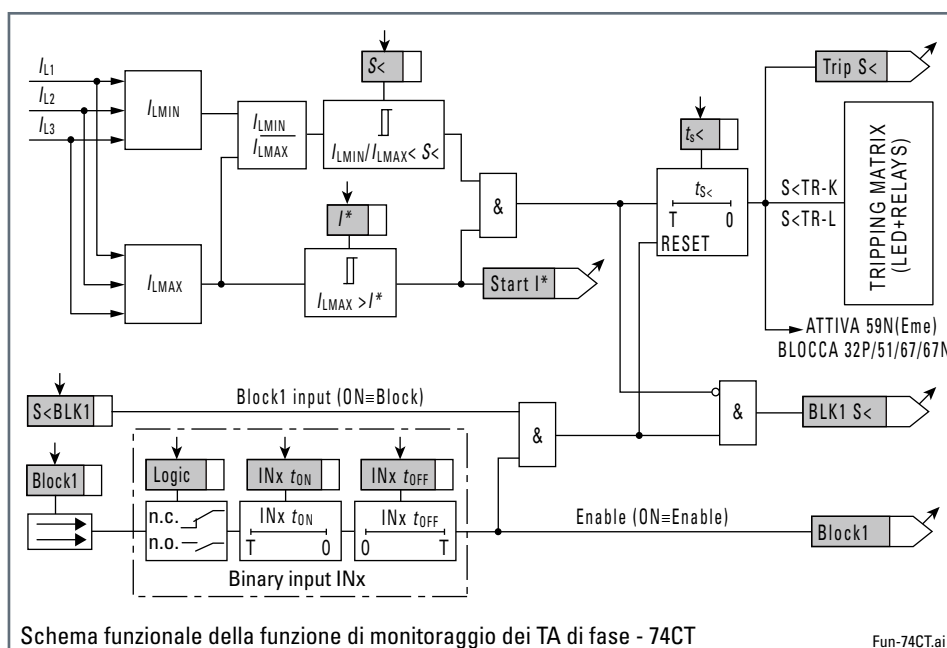 IL1
IL2
IL3
ILMIN
ILMAX
ILMIN
ILMAX
S<
ILMIN/ILMAX< S<
I*
ILMAX >I*
&
Start I*
ts<
tS<
T 0
RESET
Trip S<
S<TR-K
S<TR-L
TRIPPING MATRIX
(LED+RELAYS)
ATTIVA 59N(Eme)
BLOCCA 32P/51/67/67N
S<BLK1
Block1 input (ON≡Block)
&
&
BLK1 S<
Block1
Logic
INx tON
INx tOFF
n.c.
n.o.
INx tON
T 0
INx tOFF
0 T
Enable (ON≡Enable)
Block1
Binary input INx
Schema funzionale della funzione di monitoraggio dei TA di fase - 74CT
Fun-74CT.ai